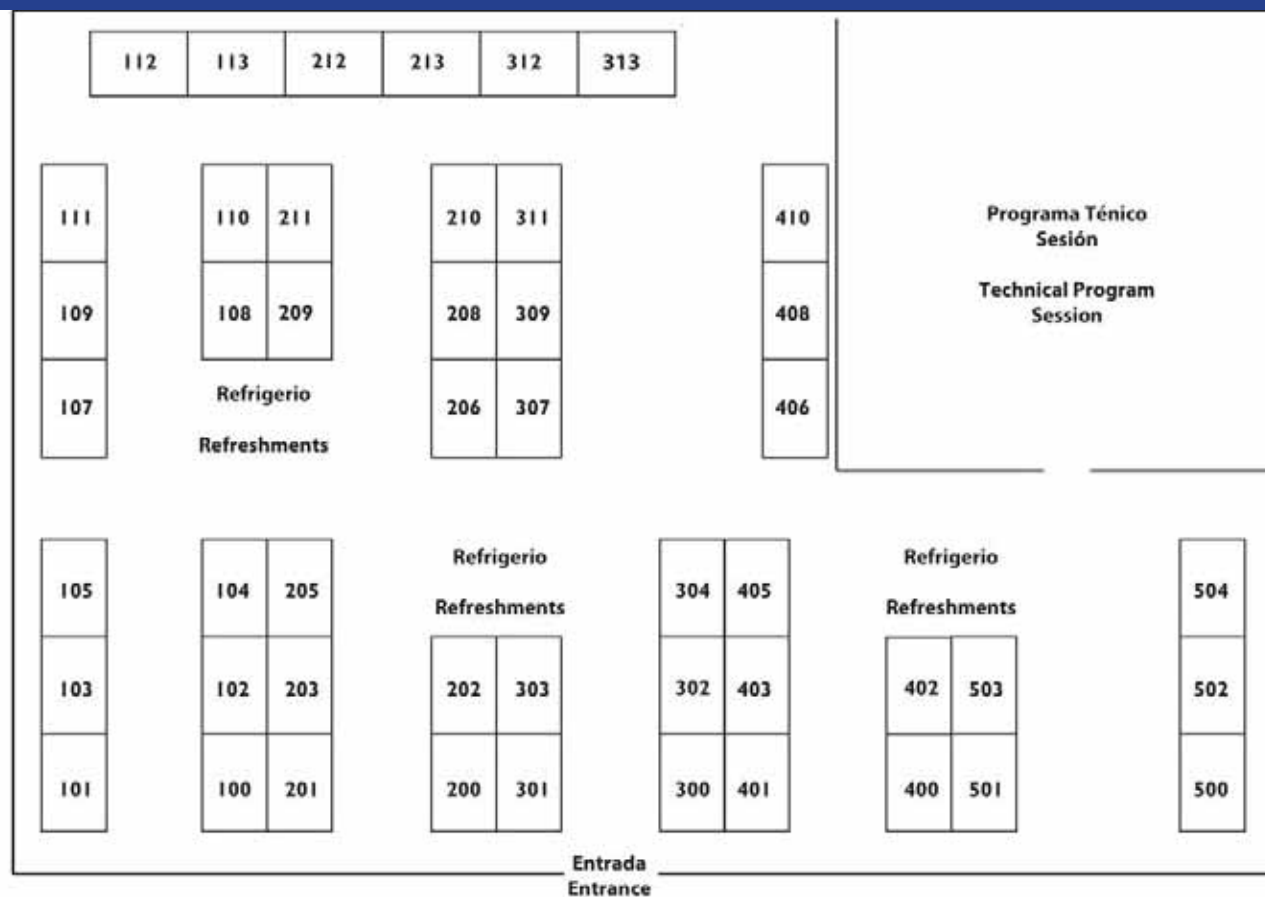 112 113 212 213 312 313
111 110 211 210 311 410
Programa Ténico
Sesión
Technical Program
Session
109 108 209 208 309 408
107 206 307 406
Refrigerio
Refreshments
105 104 205 304 405 504
Refrigerio
Refreshments
Refrigerio
Refreshments
103 102 203 202 303 302 403 402 503 502
101 100 201 200 301 300 401 400 501 500
Entrada
Entrance